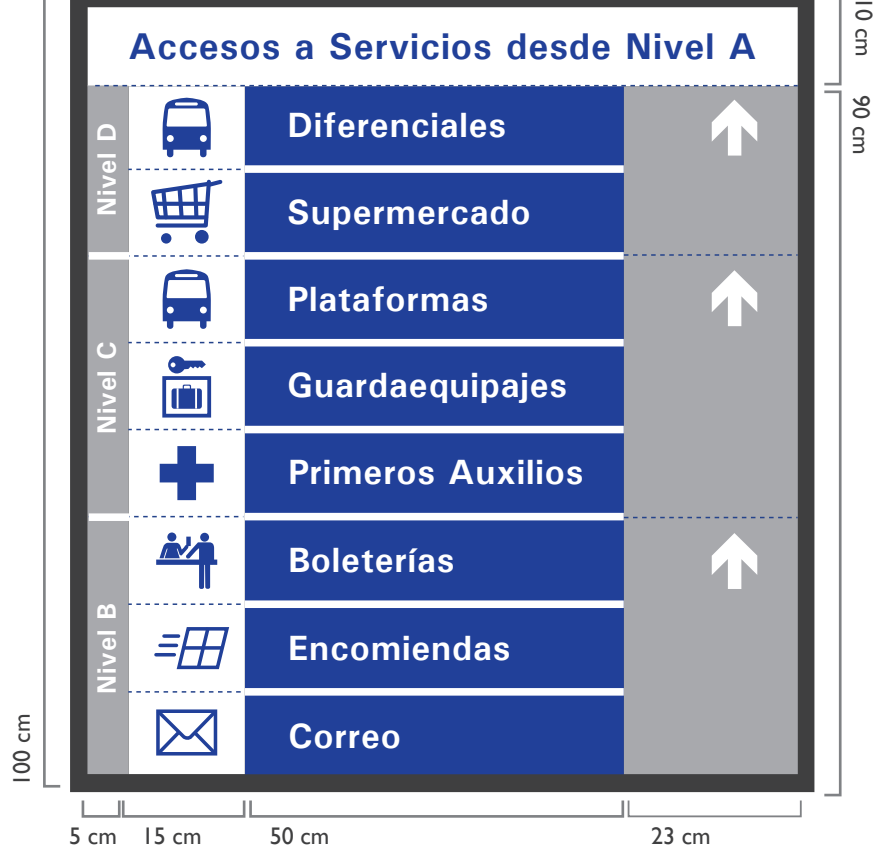 Accesos a Servicios desde Nivel A
10 cm
90 cm
Nivel D
Diferenciales
Supermercado
Nivel C
Plataformas
Guardaequipajes
Primeros Auxilios
Nivel B
Boleterías
Encomiendas
Correo
100 cm
5 cm
15 cm
50 cm
23 cm